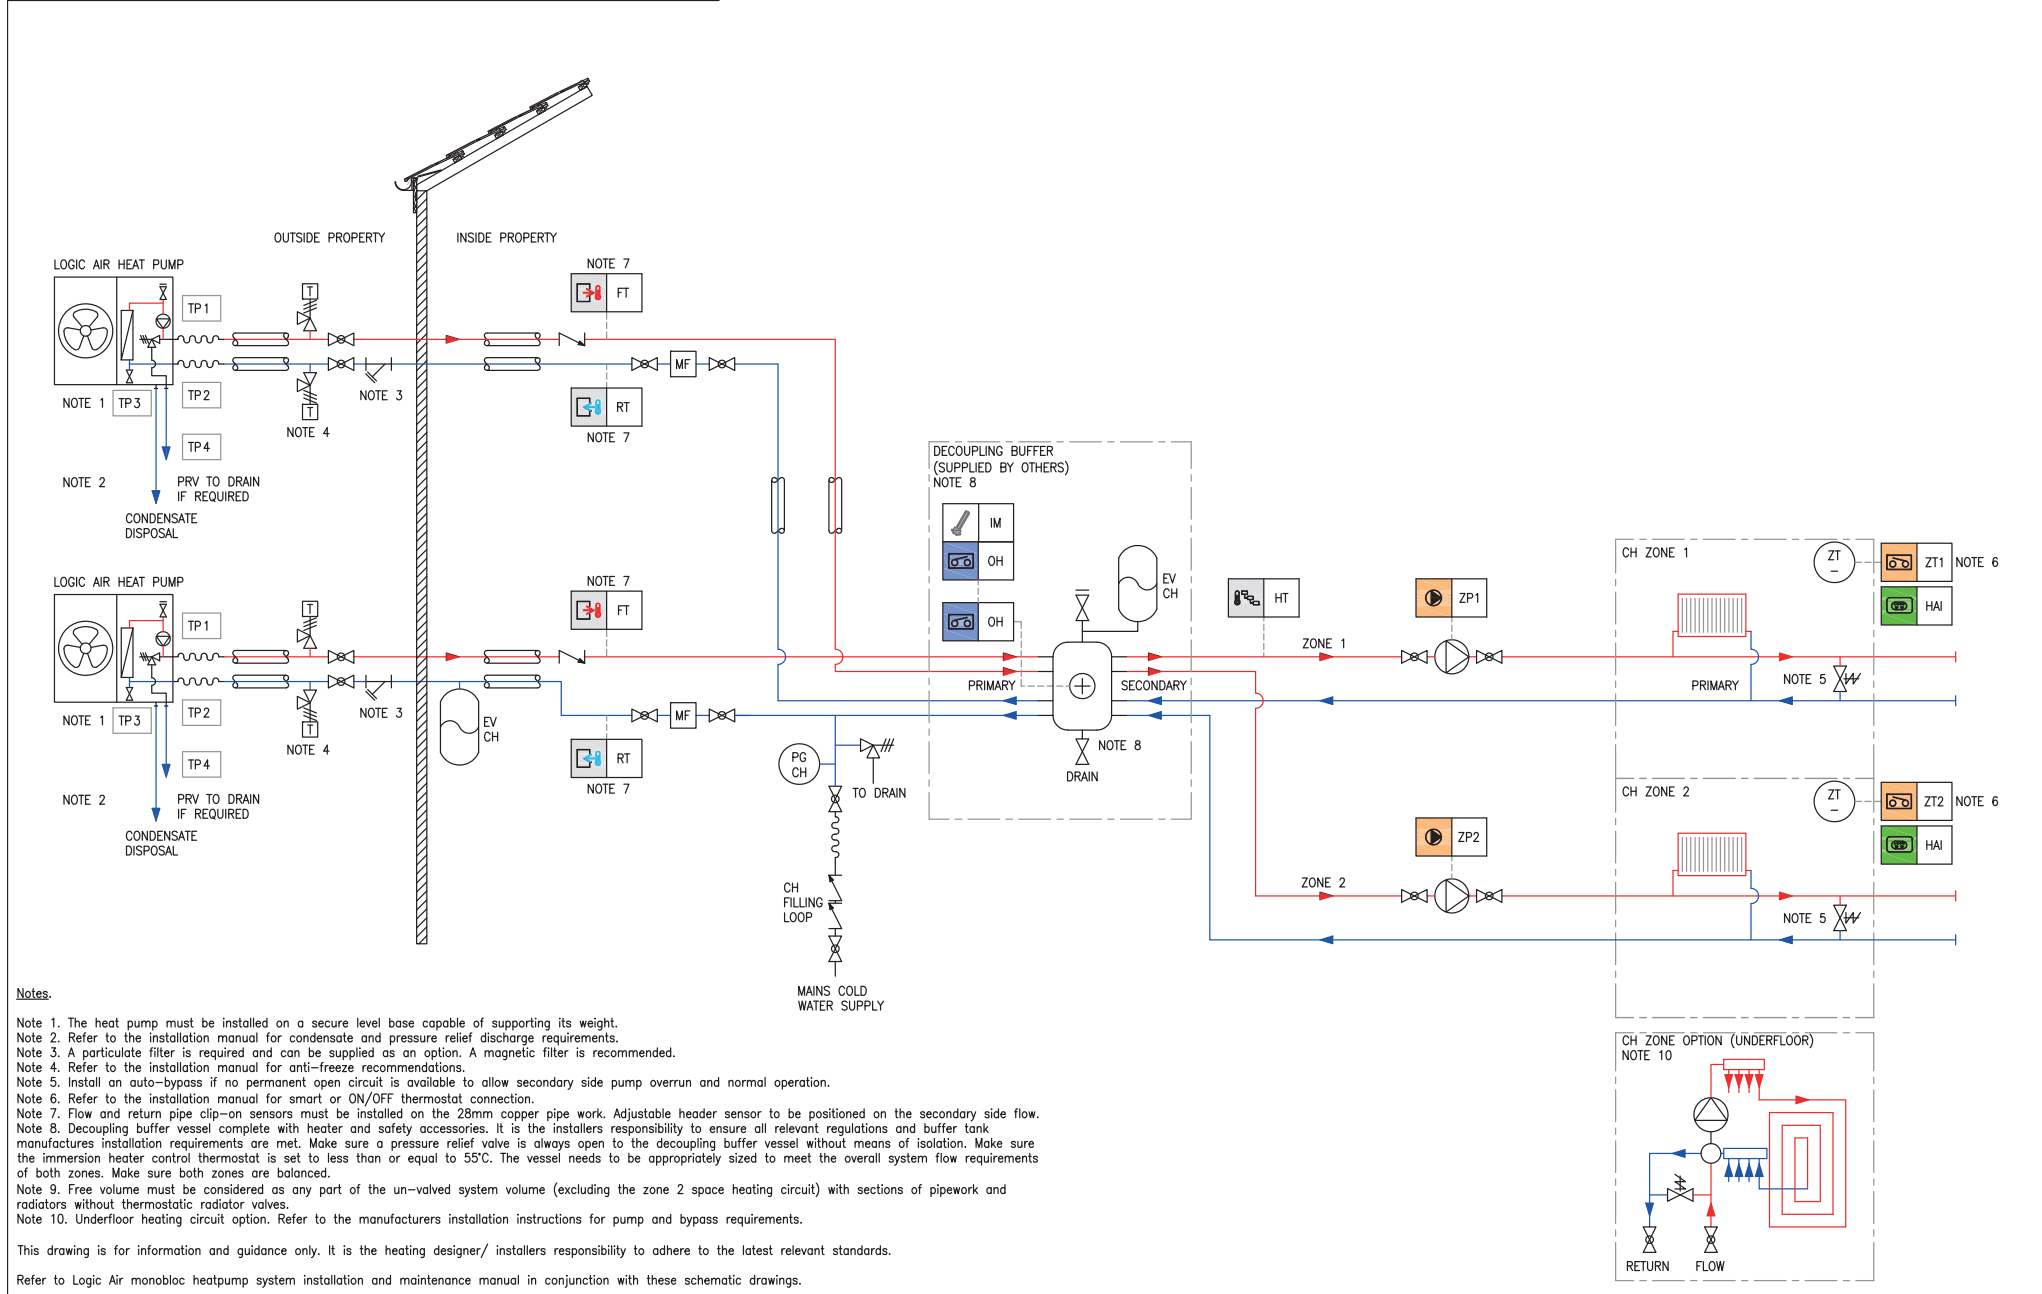 OUTSIDE PROPERTY
INSIDE PROPERTY
LOGIC AIR HEAT PUMP
TP1
T
NOTE 7
FT
MF
NOTE 1
TP3
TP2
NOTE 3
T
NOTE 4
RT
NOTE 7
TP4
NOTE 2
PRV TO DRAIN
IF REQUIRED
CONDENSATE
DISPOSAL
LOGIC AIR HEAT PUMP
TP1
T
NOTE 7
FT
NOTE 1
TP3
TP2
NOTE 3
T
NOTE 4
EV
CH
MF
RT
NOTE 7
TP4
NOTE 2
PRV TO DRAIN
IF REQUIRED
CONDENSATE
DISPOSAL
PG
CH
TO DRAIN
CH
FILLING
LOOP
MAINS COLD
WATER SUPPLY
DECOUPLING BUFFER
(SUPPLIED BY OTHERS)
NOTE 8
IM
OH
OH
EV
CH
PRIMARY
SECONDARY
NOTE 8
DRAIN
HT
ZONE 1
ZP1
ZONE 2
ZP2
CH ZONE 1
ZT
–
ZT1
NOTE 6
HAI
PRIMARY
NOTE 5
CH ZONE 2
ZT
–
ZT2
NOTE 6
HAI
NOTE 5
CH ZONE OPTION (UNDERFLOOR)
NOTE 10
RETURN
FLOW
Notes.
Note 1. The heat pump must be installed on a secure level base capable of supporting its weight.
Note 2. Refer to the installation manual for condensate and pressure relief discharge requirements.
Note 3. A particulate filter is required and can be supplied as an option. A magnetic filter is recommended.
Note 4. Refer to the installation manual for anti-freeze recommendations.
Note 5. Install an auto-bypass if no permanent open circuit is available to allow secondary side pump overrun and normal operation.
Note 6. Refer to the installation manual for smart or ON/OFF thermostat connection.
Note 7. Flow and return pipe clip-on sensors must be installed on the 28mm copper pipe work. Adjustable header sensor to be positioned on the secondary side flow.
Note 8. Decoupling buffer vessel complete with heater and safety accessories. It is the installers responsibility to ensure all relevant regulations and buffer tank
manufactures installation requirements are met. Make sure a pressure relief valve is always open to the decoupling buffer vessel without means of isolation. Make sure
the immersion heater control thermostat is set to less than or equal to 55°C. The vessel needs to be appropriately sized to meet the overall system flow requirements
of both zones. Make sure both zones are balanced.
Note 9. Free volume must be considered as any part of the un-valved system volume (excluding the zone 2 space heating circuit) with sections of pipework and
radiators without thermostatic radiator valves.
Note 10. Underfloor heating circuit option. Refer to the manufacturers installation instructions for pump and bypass requirements.
This drawing is for information and guidance only. It is the heating designer/ installers responsibility to adhere to the latest relevant standards.
Refer to Logic Air monobloc heatpump system installation and maintenance manual in conjunction with these schematic drawings.